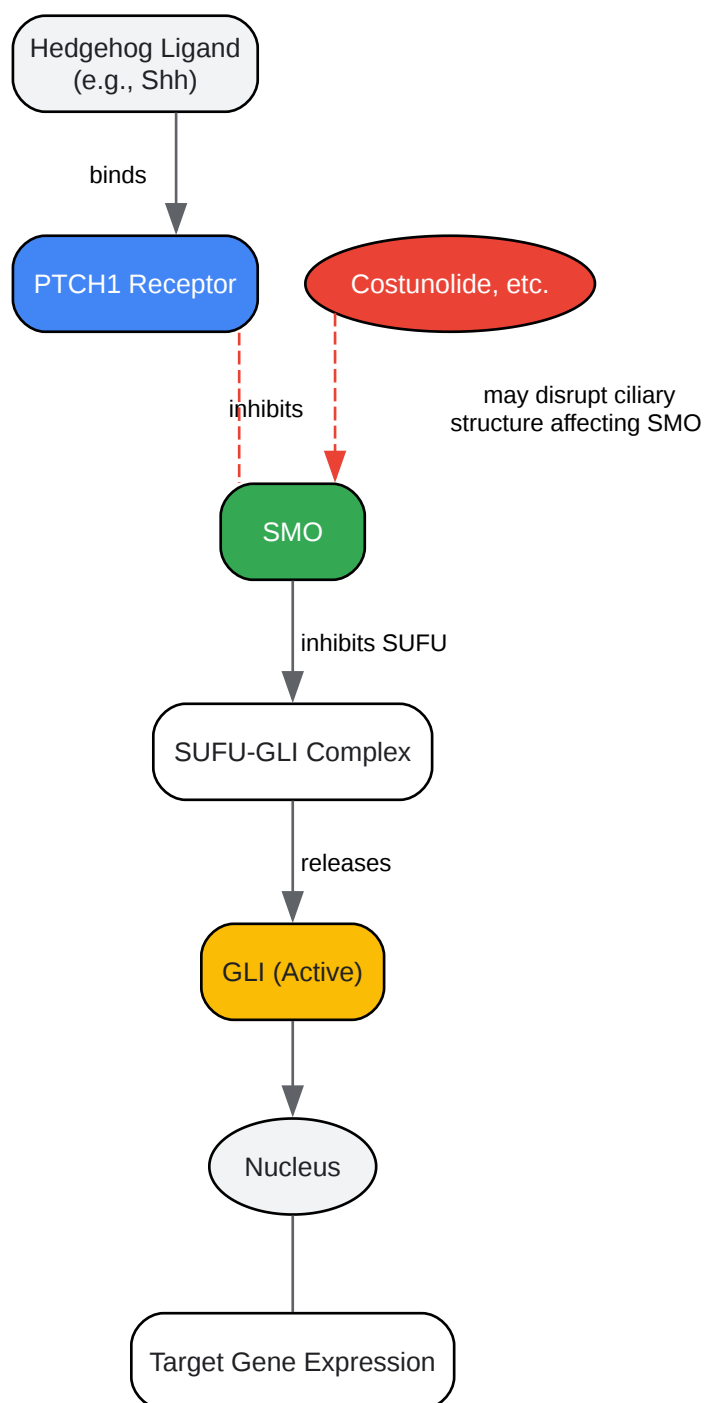 Hedgehog Ligand
(e.g., Shh)
binds
PTCH1 Receptor
Costunolide, etc.
inhibits
may disrupt ciliary
structure affecting SMO
SMO
inhibits SUFU
SUFU-GLI Complex
releases
GLI (Active)
Nucleus
Target Gene Expression